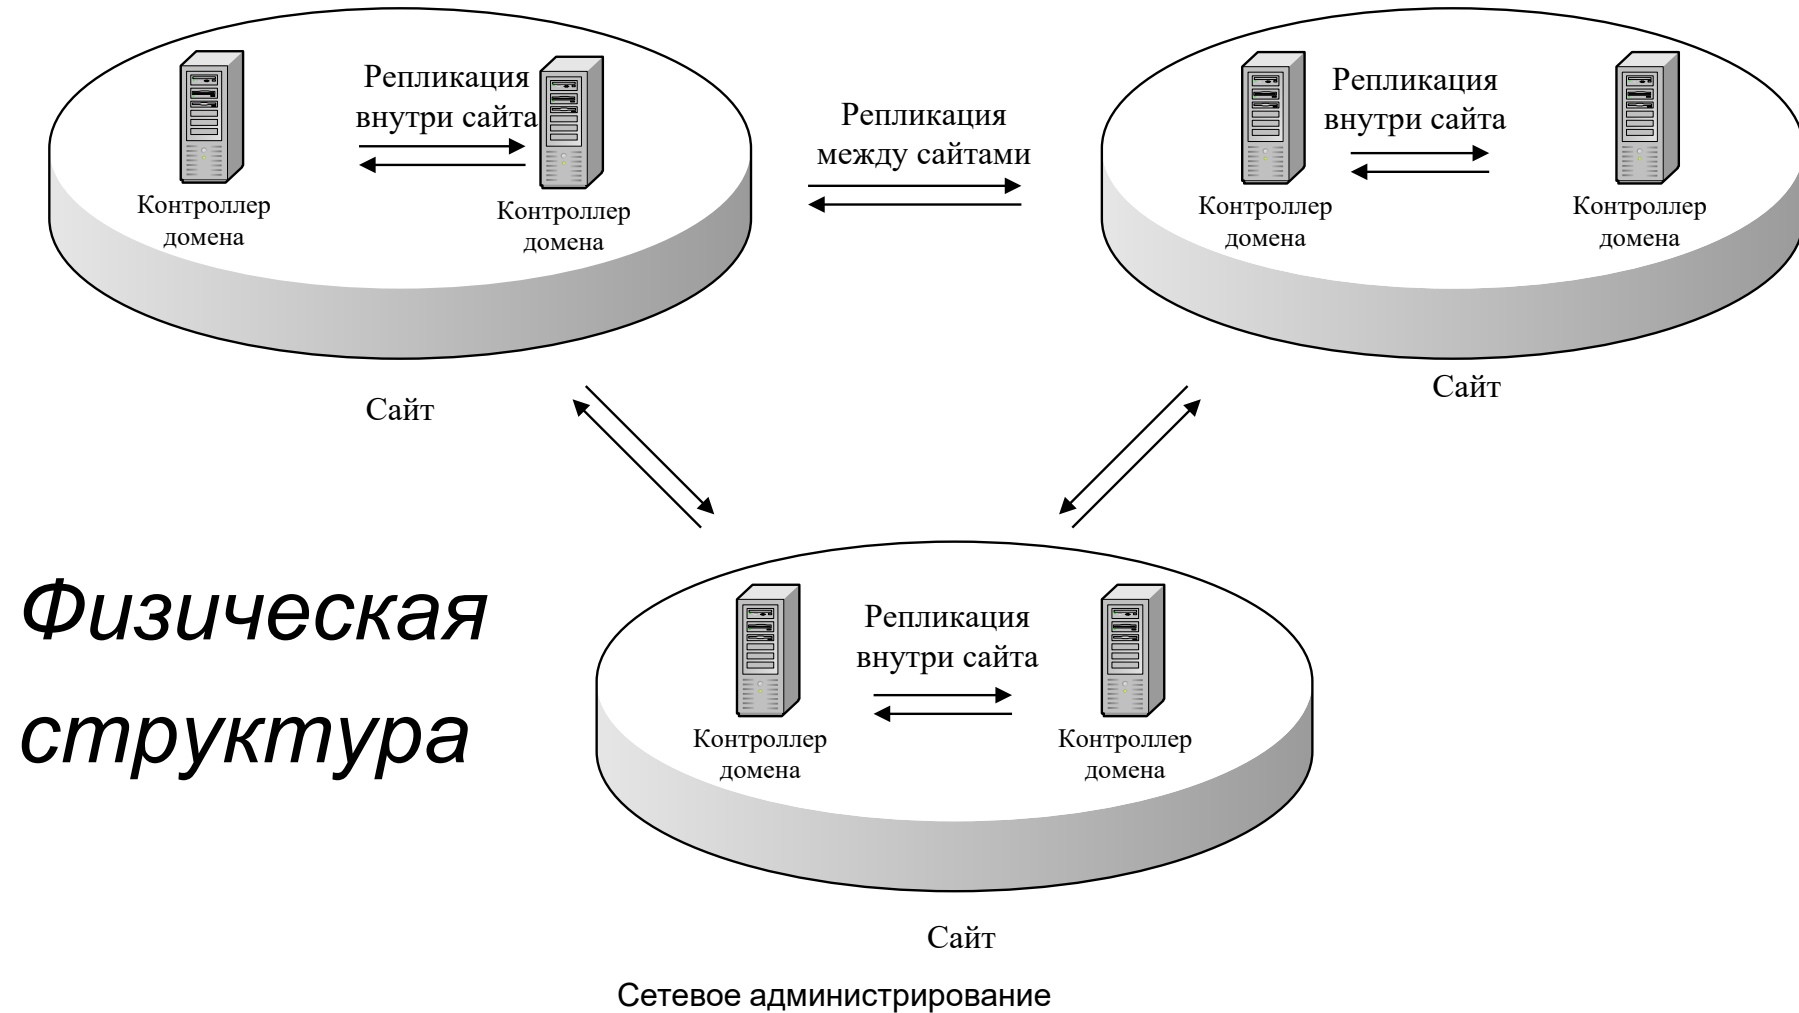 Репликация
внутри сайта
Контроллер
домена
Контроллер
домена
Сайт
Репликация
между сайтами
Репликация
внутри сайта
Контроллер
домена
Контроллер
домена
Сайт
Физическая
структура
Репликация
внутри сайта
Контроллер
домена
Контроллер
домена
Сайт
Сетевое администрирование